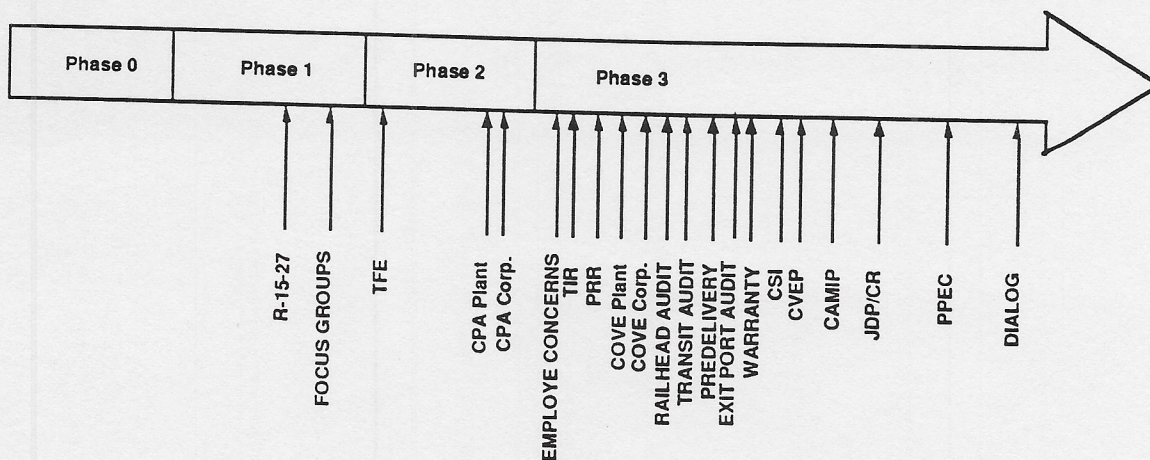 Phase 0
Phase 1
Phase 2
Phase 3
R-15-27
FOCUS GROUPS
TFE
CPA Plant
CPA Corp.
EMPLOYE CONCERNS
TIR
PRR
COVE Plant
COVE Corp.
RAILHEAD AUDIT
TRANSIT AUDIT
PREDELIVERY
EXIT PORT AUDIT
WARRANTY
CSI
CVEP
CAMIP
JDP/CR
PPEC
DIALOG